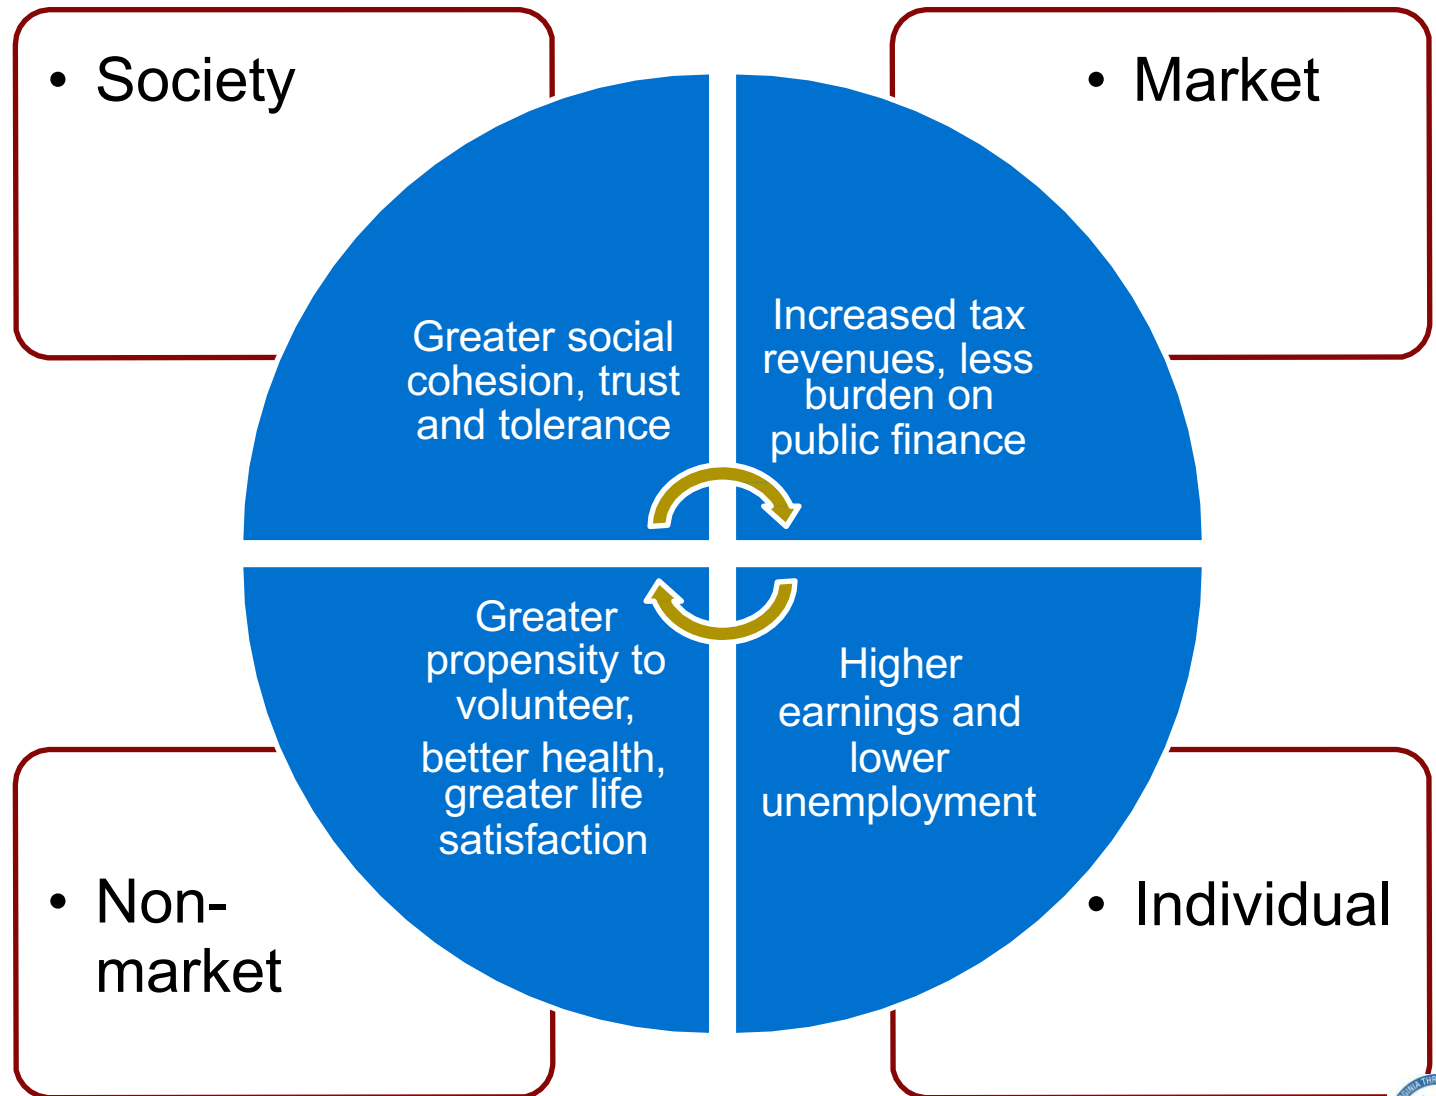 • Society
• Market
Greater social
cohesion, trust
and tolerance
Increased tax
revenues, less
burden on
public finance
Greater
propensity to
volunteer,
better health,
greater life
satisfaction
Higher
earnings and
lower
unemployment
• Non-
market
• Individual